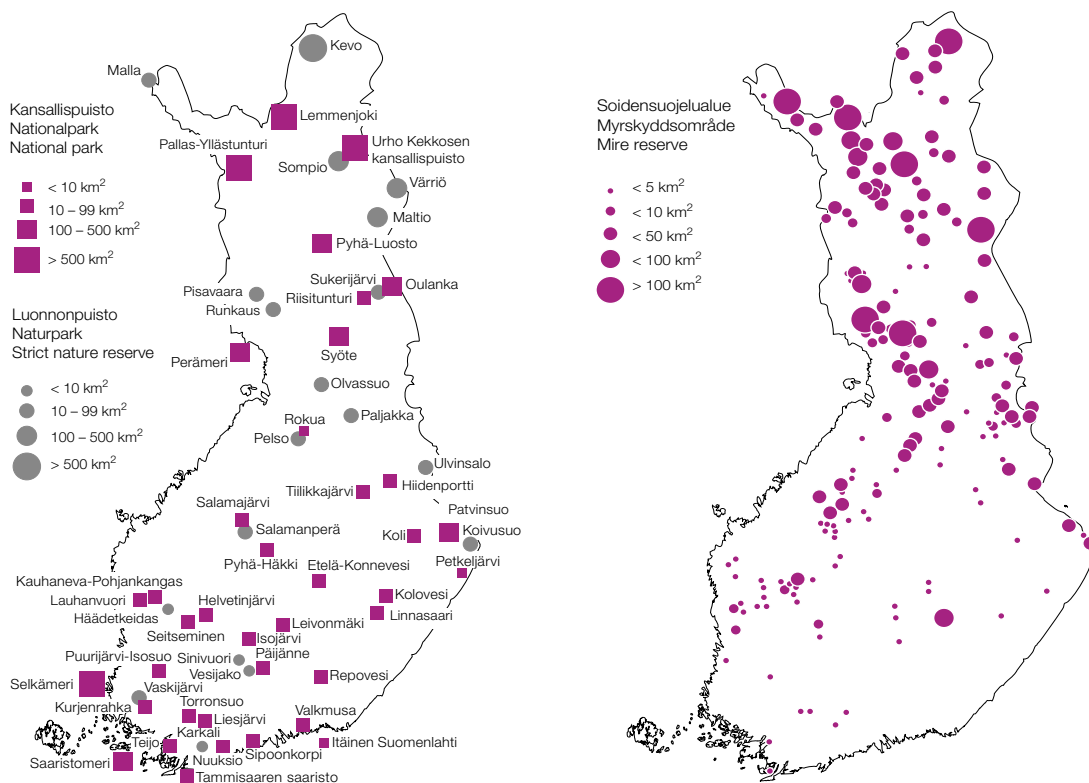 Kansallispuisto
Nationalpark
National park
< 10 km²
10 – 99 km²
100 – 500 km²
> 500 km²
Luonnonpuisto
Naturpark
Strict nature reserve
< 10 km²
10 – 99 km²
100 – 500 km²
> 500 km²
Kevo
Malla
Lemmenjoki
Pallas-Yllästunturi
Urho Kekkosen
kansallispuisto
Sompio
Värriö
Maltio
Pyhä-Luosto
Sukerijärvi
Oulanka
Pisavaara
Riisitunturi
Runkaus
Syöte
Perämeri
Olvassuo
Paljakka
Rokua
Pelso
Ulvinsalo
Hiidenportti
Tiilikkajärvi
Patvinsuo
Salamajärvi
Salamanperä
Koli
Koivusuo
Pyhä-Häkki
Petkeljärvi
Etelä-Konnevesi
Kauhaneva-Pohjankangas
Lauhanvuori
Kolovesi
Häädetkeidas
Helvetinjärvi
Linnasaari
Seitseminen
Leivonmäki
Isojärvi
Sinivuori
Päijänne
Puurijärvi-Isosuo
Vesijako
Repovesi
Selkämeri
Vaskijärvi
Kurjenrahka
Torronsuo
Liesjärvi
Valkmusa
Karkali
Teijo
Itäinen Suomenlahti
Sipoonkorpi
Nuuksio
Saaristomeri
Tammisaaren saaristo
Soidensuojelualue
Myrskyddsområde
Mire reserve
< 5 km²
< 10 km²
< 50 km²
< 100 km²
> 100 km²